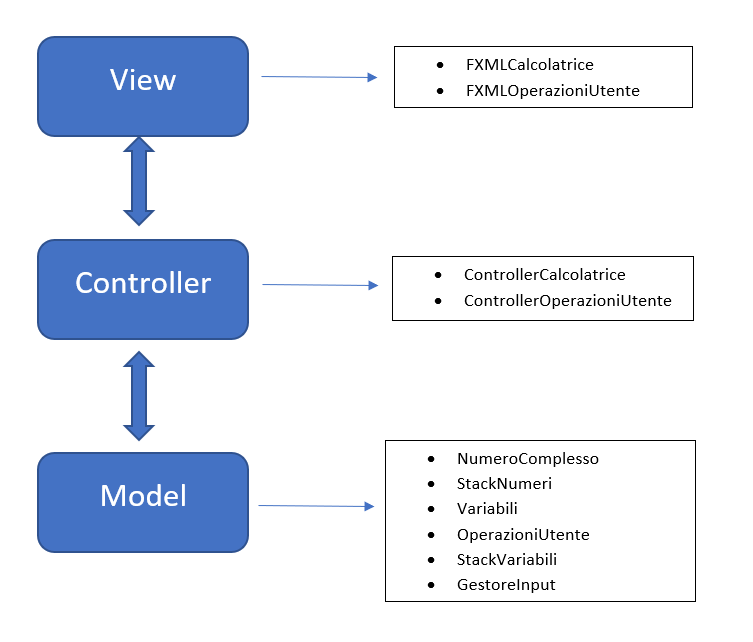 View
• FXMLCalcolatrice
• FXMLOperazioniUtente
Controller
• ControllerCalcolatrice
• ControllerOperazioniUtente
Model
• NumeroComplesso
• StackNumeri
• Variabili
• OperazioniUtente
• StackVariabili
• GestoreInput